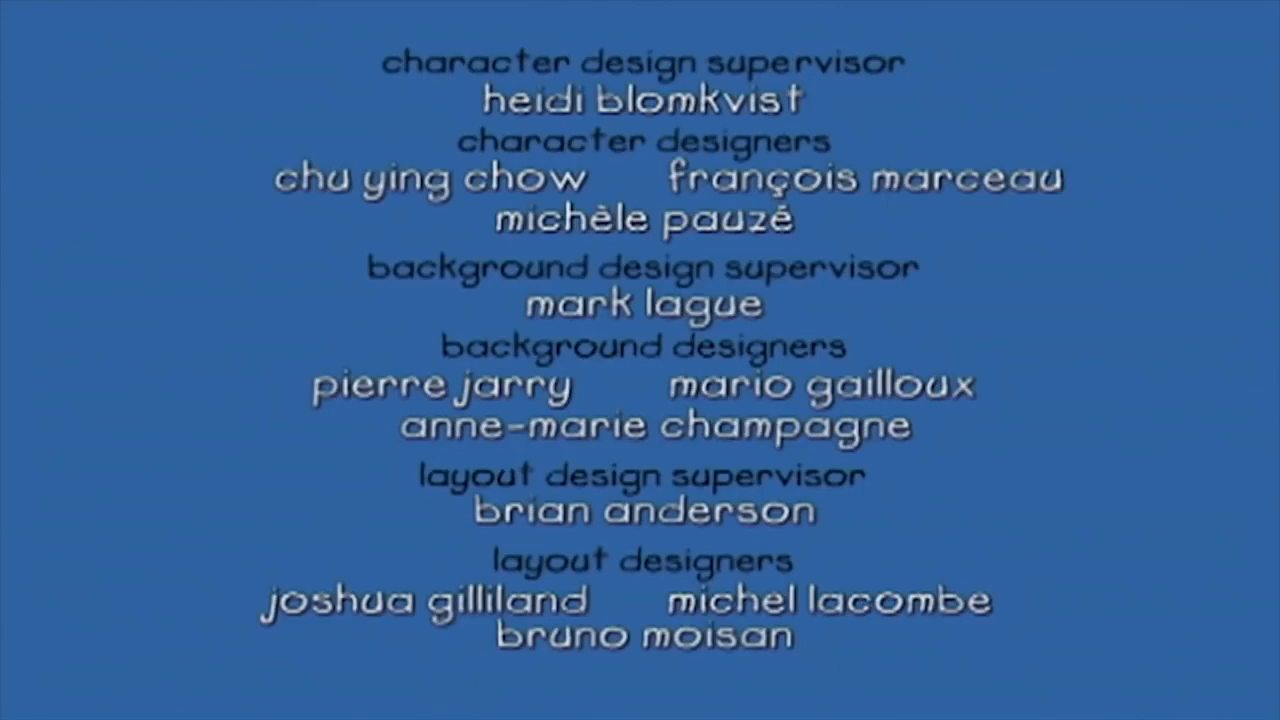 character design supervisor
heidi blomkvist
character designers
chu ying chow françois marceau
michèle pauzé
background design supervisor
mark lague
background designers
pierre jarry mario gailloux
anne-marie champagne
layout design supervisor
brian anderson
layout designers
joshua gilliland michel lacombe
bruno moisan